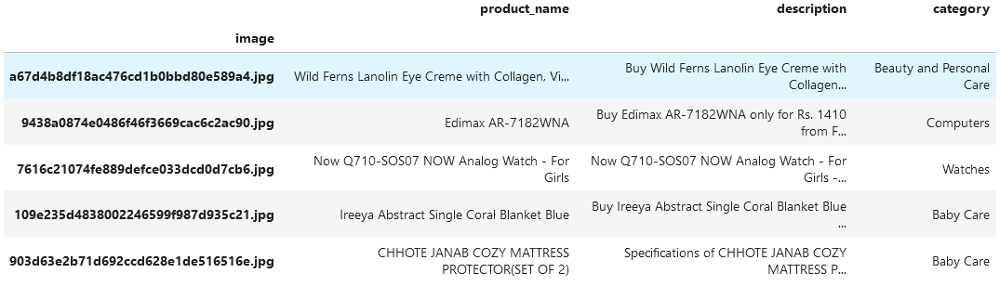 product_name description category
image
a67d4b8df18ac476cd1b0bbd80e589a4.jpg Wild Ferns Lanolin Eye Creme with Collagen, Vi... Buy Wild Ferns Lanolin Eye Creme with Beauty and Personal
Collagen... Care
9438a0874e0486f46f3669cac6c2ac90.jpg Edimax AR-7182WNA Buy Edimax AR-7182WNA only for Rs. 1410 Computers
from F...
7616c21074fe889defce033dcd0d7cb6.jpg Now Q710-SOS07 NOW Analog Watch - For Now Q710-SOS07 NOW Analog Watch - For Watches
Girls Girls -...
109e235d4838002246599f987d935c21.jpg Ireeya Abstract Single Coral Blanket Blue Buy Ireeya Abstract Single Coral Blanket Blue Baby Care
...
903d63e2b71d692ccd628e1de516516e.jpg CHHOTE JANAB COZY MATTRESS Specifications of CHHOTE JANAB COZY Baby Care
PROTECTOR(SET OF 2) MATTRESS P...